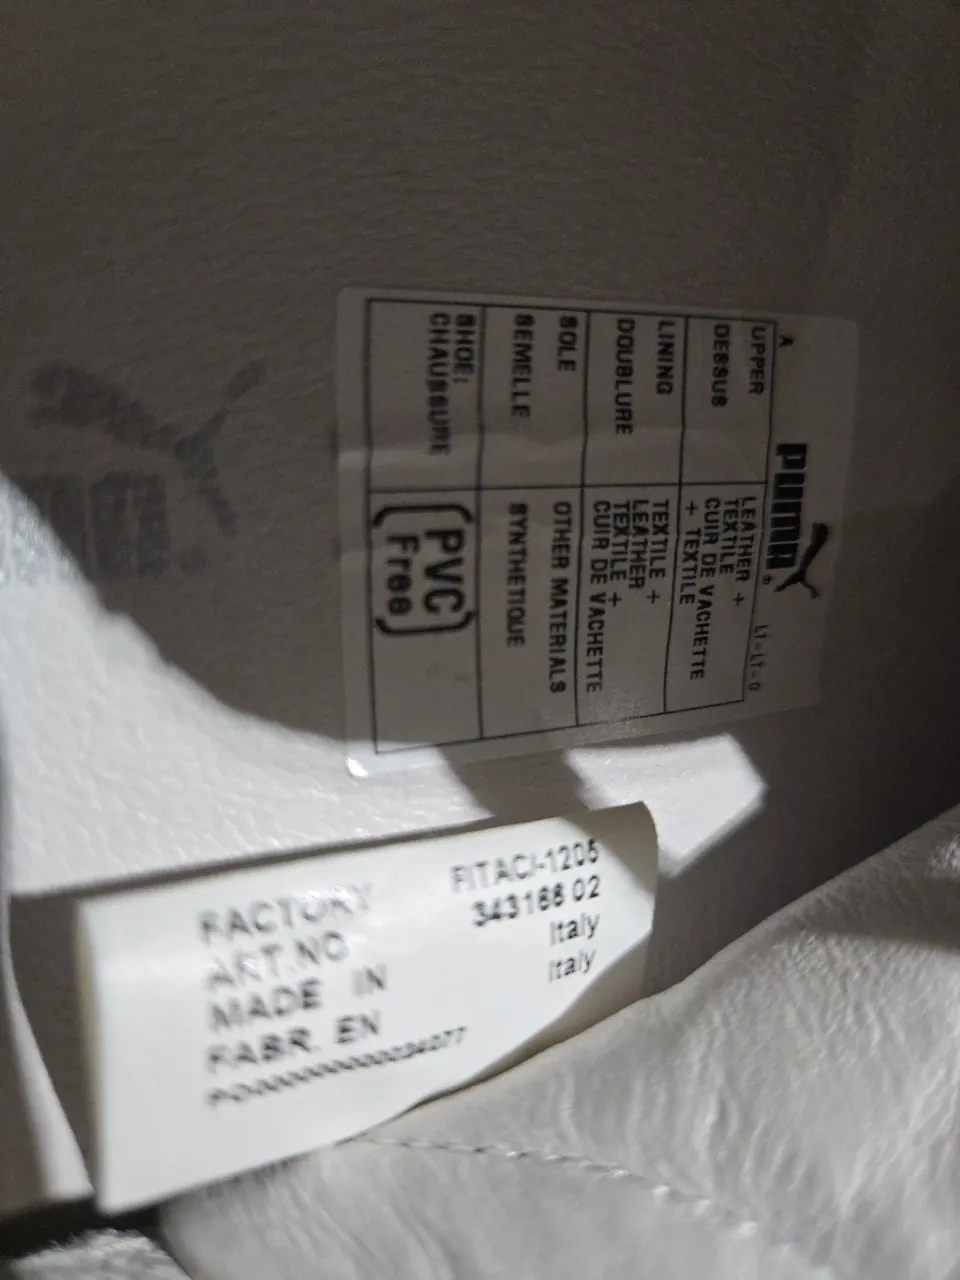 PUMA
A
LT-LT-O
UPPER
DESSUS
LEATHER +
TEXTILE
CUIR DE VACHETTE
+ TEXTILE
LINING
DOUBLURE
TEXTILE +
LEATHER
TEXTILE +
CUIR DE VACHETTE
SOLE
SEMELLE
OTHER MATERIALS
SYNTHETIQUE
SHOE:
CHAUSSURE
PVC
Free
FACTORY FITACI-1205
ART.NO 343188 02
MADE IN Italy
FABR. EN Italy